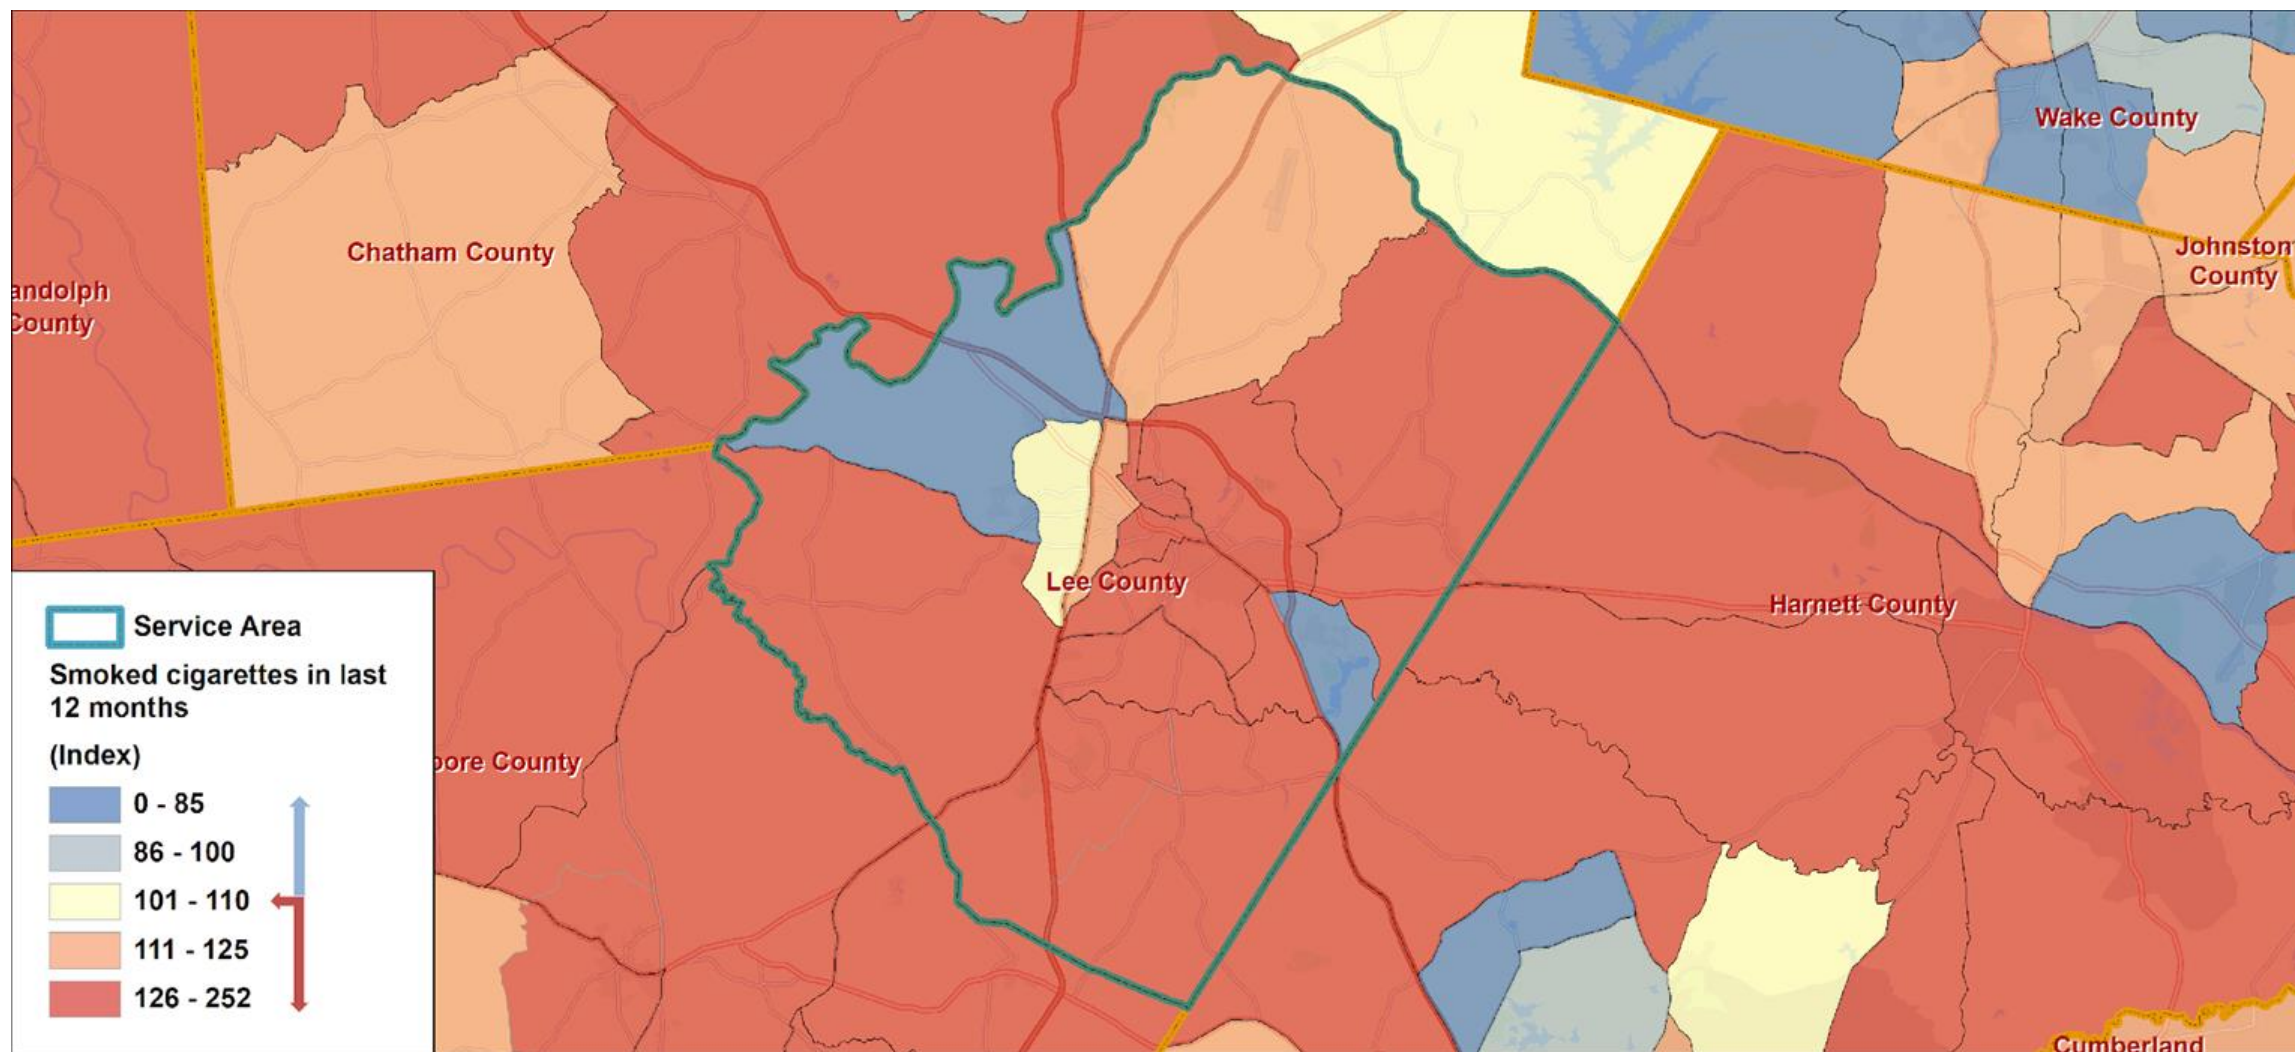 Wake County
Chatham County
Johnston
County
andolph
County
Lee County
Harnett County
oore County
Cumberland
Service Area
Smoked cigarettes in last
12 months
(Index)
0 - 85
86 - 100
101 - 110
111 - 125
126 - 252